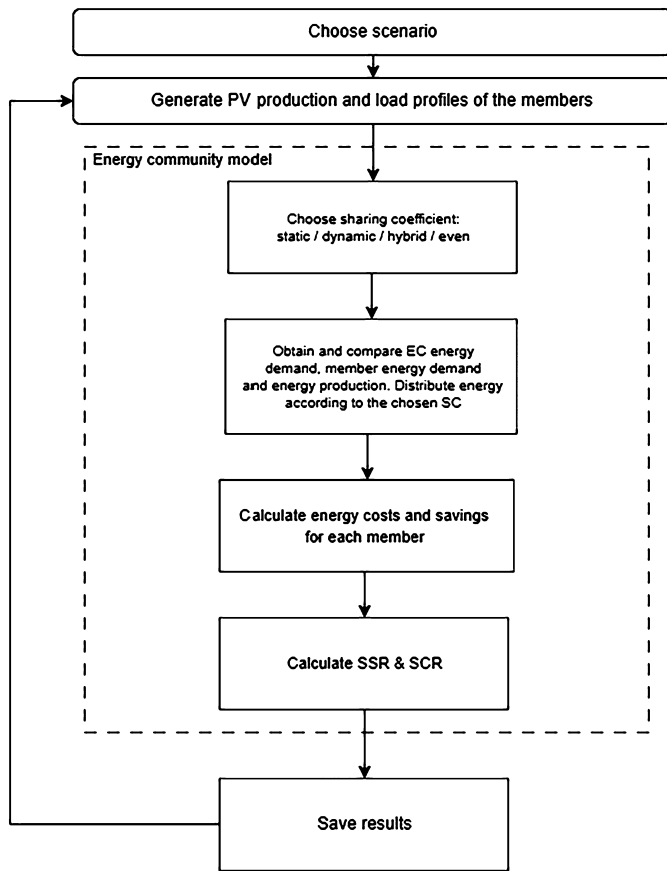 Choose scenario
Generate PV production and load profiles of the members
Energy community model
Choose sharing coefficient:
static / dynamic / hybrid / even
Obtain and compare EC energy
demand, member energy demand
and energy production. Distribute energy
according to the chosen SC
Calculate energy costs and savings
for each member
Calculate SSR & SCR
Save results